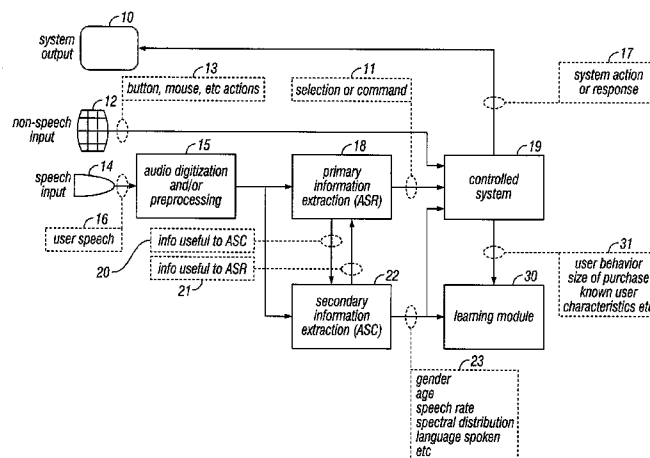 10
system
output
17
system action
or response
13
button, mouse, etc actions
11
selection or command
12
non-speech
input
14
speech
input
15
audio digitization
and/or
preprocessing
18
primary
information
extraction (ASR)
19
controlled
system
16
user speech
20
info useful to ASC
info useful to ASR
21
22
secondary
information
extraction (ASC)
30
learning module
31
user behavior
size of purchase
known user
characteristics etc
23
gender
age
speech rate
spectral distribution
language spoken
etc